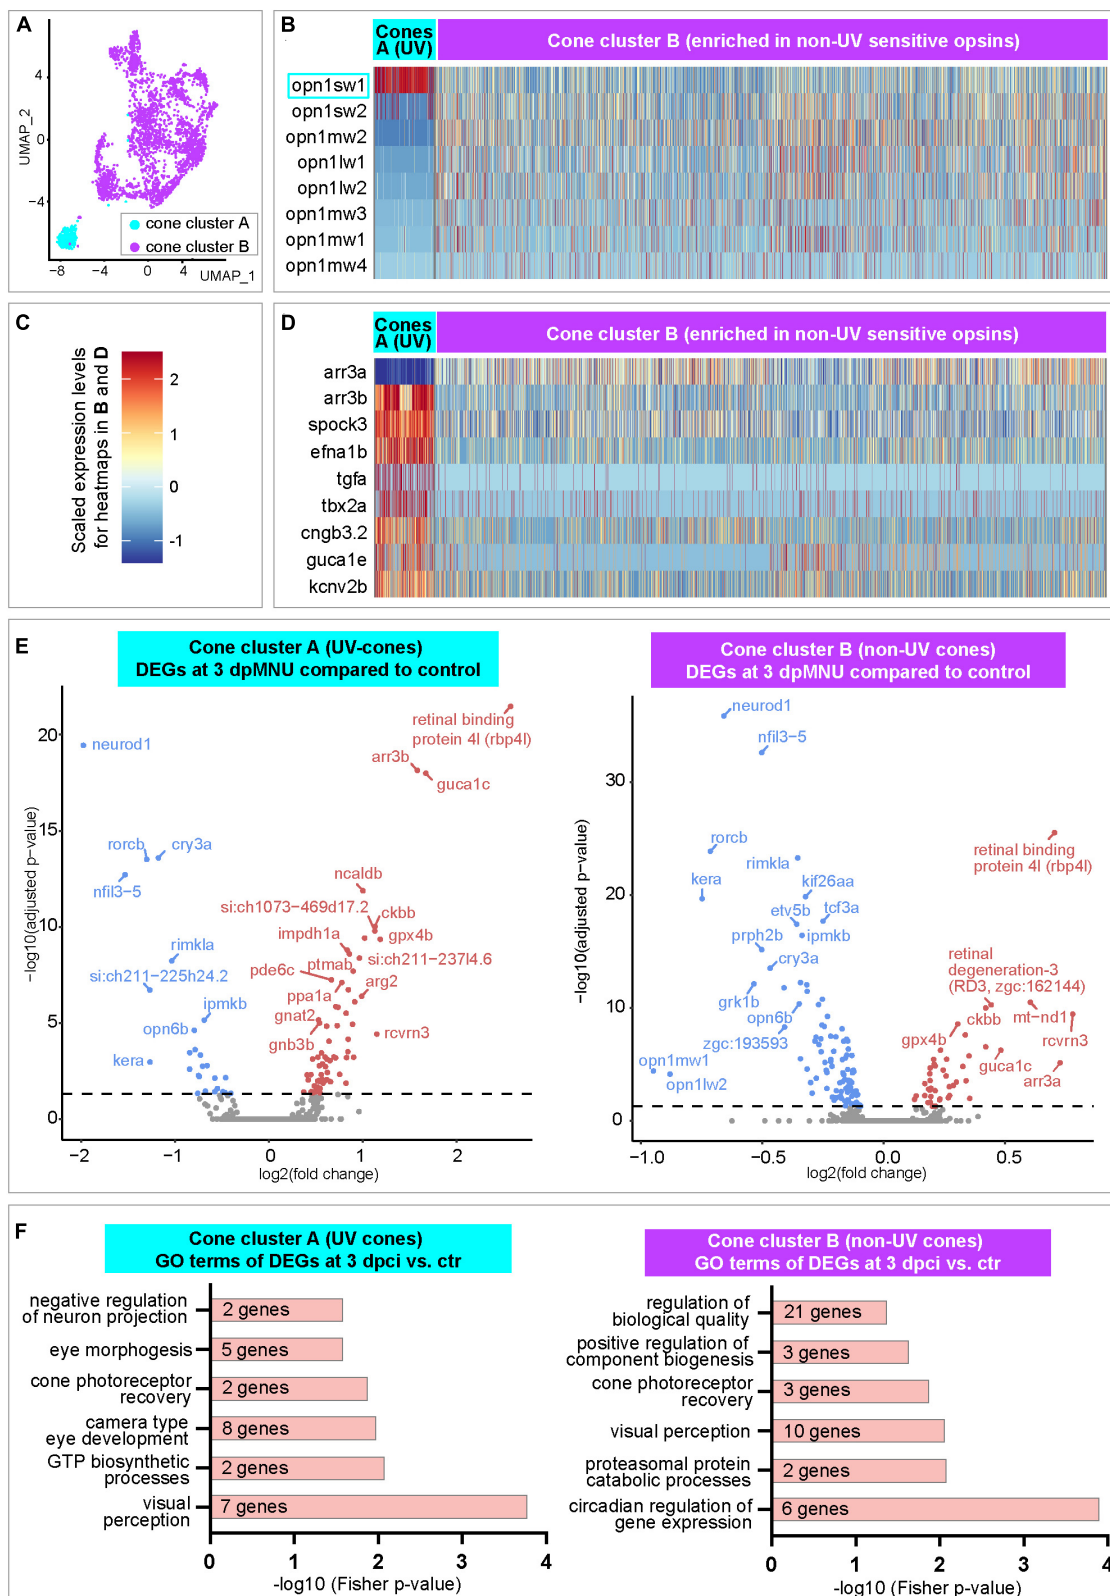 A
UMAP_2
4
0
−4
cone cluster A
cone cluster B
−8
−4
0
4
UMAP_1
B
Cones
A (UV)
Cone cluster B (enriched in non-UV sensitive opsins)
opn1sw1
opn1sw2
opn1mw2
opn1lw1
opn1lw2
opn1mw3
opn1mw1
opn1mw4
C
Scaled expression levels
for heatmaps in B and D
2
1
0
-1
D
Cones
A (UV)
Cone cluster B (enriched in non-UV sensitive opsins)
arr3a
arr3b
spock3
efna1b
tgfa
tbx2a
cngb3.2
guca1e
kcnv2b
E
Cone cluster A (UV-cones)
DEGs at 3 dpMNU compared to control
−log10(adjusted p−value)
20
15
10
5
0
neurod1
retinal binding
protein 4l (rbp4l)
arr3b
guca1c
rorcb
cry3a
nfil3−5
ncaldb
si:ch1073−469d17.2
ckbb
impdh1a
gpx4b
rimkla
ptmab
si:ch211−237l4.6
si:ch211−225h24.2
pde6c
arg2
ppa1a
ipmkb
gnat2
opn6b
rcvrn3
gnb3b
kera
−2
−1
0
1
2
log2(fold change)
Cone cluster B (non-UV cones)
DEGs at 3 dpMNU compared to control
−log10(adjusted p−value)
30
20
10
0
neurod1
nfil3−5
rorcb
retinal binding
protein 4l (rbp4l)
rimkla
kera
kif26aa
etv5b
tcf3a
prph2b
ipmkb
cry3a
retinal
degeneration-3
(RD3, zgc:162144)
grk1b
opn6b
ckbb
mt−nd1
zgc:193593
gpx4b
rcvrn3
opn1mw1
guca1c
opn1lw2
arr3a
−1.0
−0.5
0.0
0.5
log2(fold change)
F
Cone cluster A (UV cones)
GO terms of DEGs at 3 dpci vs. ctr
negative regulation
of neuron projection
2 genes
eye morphogesis
5 genes
cone photoreceptor
recovery
2 genes
camera type
eye development
8 genes
GTP biosynthetic
processes
2 genes
visual
perception
7 genes
0
1
2
3
4
-log10 (Fisher p-value)
Cone cluster B (non-UV cones)
GO terms of DEGs at 3 dpci vs. ctr
regulation of
biological quality
21 genes
positive regulation of
component biogenesis
3 genes
cone photoreceptor
recovery
3 genes
visual perception
10 genes
proteasomal protein
catabolic processes
2 genes
circadian regulation of
gene expression
6 genes
0
1
2
3
4
-log10 (Fisher p-value)